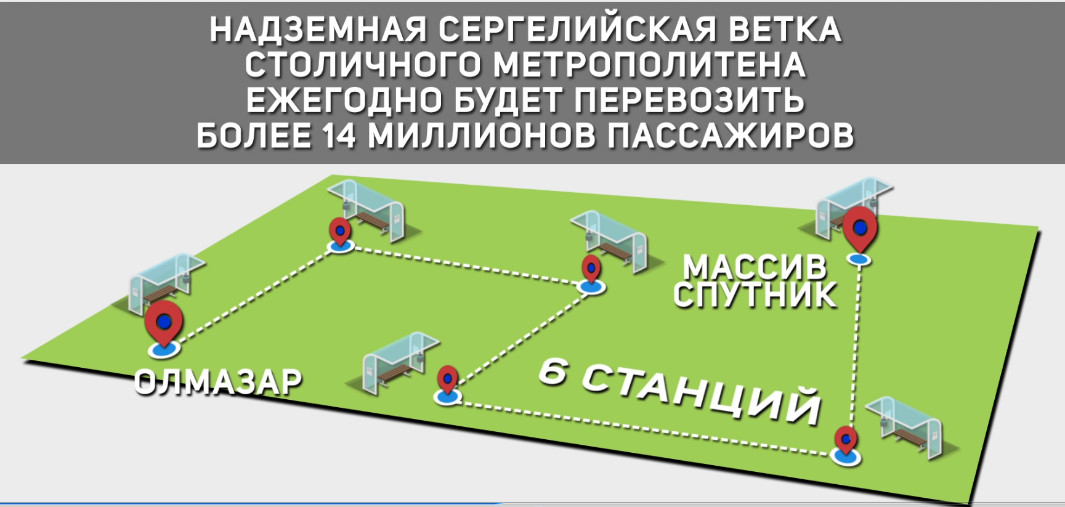 НАДЗЕМНАЯ СЕРГЕЛИЙСКАЯ ВЕТКА
СТОЛИЧНОГО МЕТРОПОЛИТЕНА
ЕЖЕГОДНО БУДЕТ ПЕРЕВОЗИТЬ
БОЛЕЕ 14 МИЛЛИОНОВ ПАССАЖИРОВ
МАССИВ
СПУТНИК
ОЛМАЗАР
6 СТАНЦИЙ